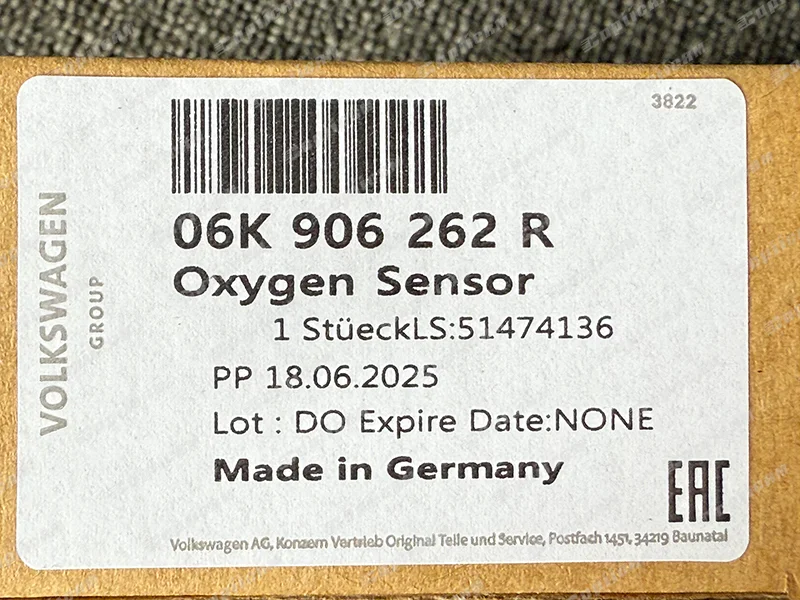 3822
VOLKSWAGEN
GROUP
06K 906 262 R
Oxygen Sensor
1 StüeckLS:51474136
PP 18.06.2025
Lot : DO Expire Date:NONE
Made in Germany
EAC
Volkswagen AG, Konzern Vertrieb Original Teile und Service, Postfach 1451, 34219 Baunatal